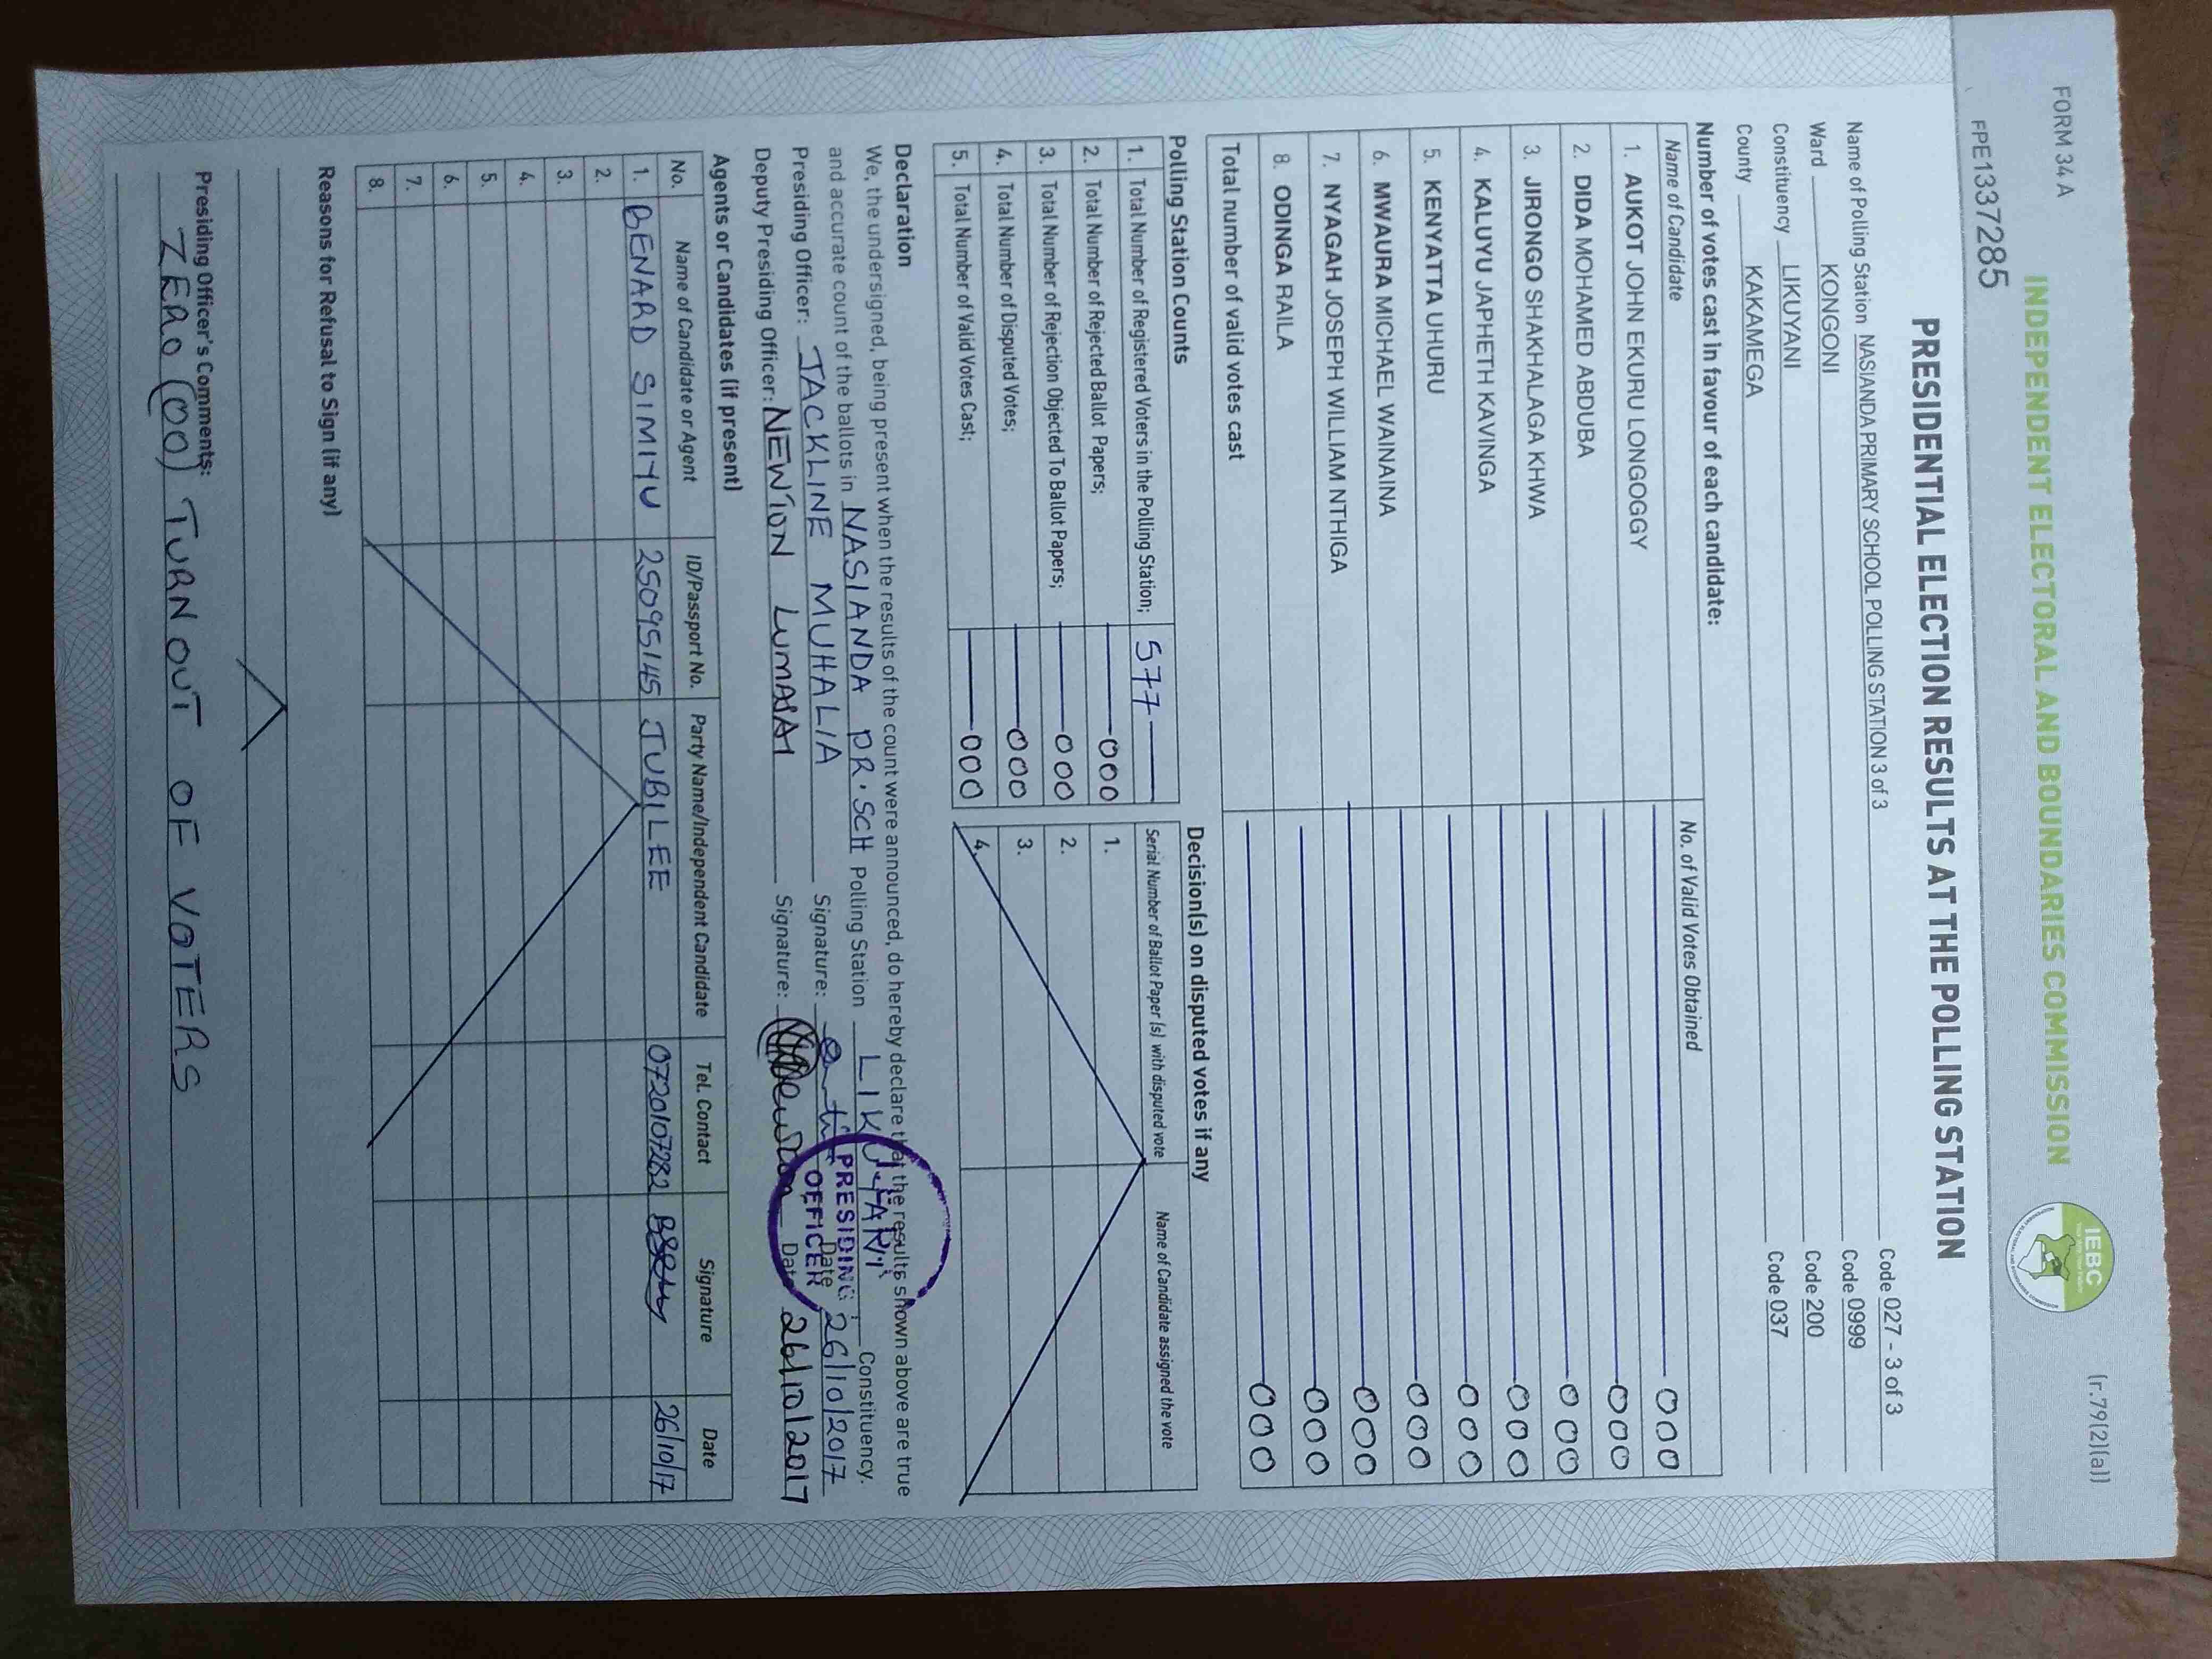 FORM 34 A
(r.79(2)(a))
INDEPENDENT ELECTORAL AND BOUNDARIES COMMISSION
IEBC
FPE1337285
PRESIDENTIAL ELECTION RESULTS AT THE POLLING STATION
Name of Polling Station NASIANDA PRIMARY SCHOOL POLLING STATION 3 of 3 Code 027 - 3 of 3
Ward KONGONI Code 0999
Constituency LIKUYANI Code 200
County KAKAMEGA Code 037
Number of votes cast in favour of each candidate:
Name of Candidate No. of Valid Votes Obtained
1. AUKOT JOHN EKURU LONGOGGY 000
2. DIDA MOHAMED ABDUBA 000
3. JIRONGO SHAKHALAGA KHWA 000
4. KALUYU JAPHETH KAVINGA 000
5. KENYATTA UHURU 000
6. MWAURA MICHAEL WAINAINA 000
7. NYAGAH JOSEPH WILLIAM NTHIGA 000
8. ODINGA RAILA 000
Total number of valid votes cast 000
Polling Station Counts
1. Total Number of Registered Voters in the Polling Station; 577
2. Total Number of Rejected Ballot Papers; 000
3. Total Number of Rejection Objected To Ballot Papers; 000
4. Total Number of Disputed Votes; 000
5. Total Number of Valid Votes Cast; 000
Decision(s) on disputed votes if any
Serial Number of Ballot Paper (s) with disputed vote Name of Candidate assigned the vote
1.
2.
3.
4.
Declaration
We, the undersigned, being present when the results of the count were announced, do hereby declare that the results shown above are true
and accurate count of the ballots in NASIANDA PR. SCH Polling Station LIKUYANI Constituency.
Presiding Officer: JACKLINE MUHALIA Signature: Date 26/10/2017
Deputy Presiding Officer: NEWTON LUMASAI Signature: Date 26/10/2017
PRESIDING
OFFICER
Agents or Candidates (if present)
No. Name of Candidate or Agent ID/Passport No. Party Name/Independent Candidate Tel. Contact Signature Date
1. BENARD SIMIYU 25095145 JUBILEE 0720107282 26/10/17
2.
3.
4.
5.
6.
7.
8.
Reasons for Refusal to Sign (if any)
Presiding Officer's Comments:
ZERO (00) TURN OUT OF VOTERS